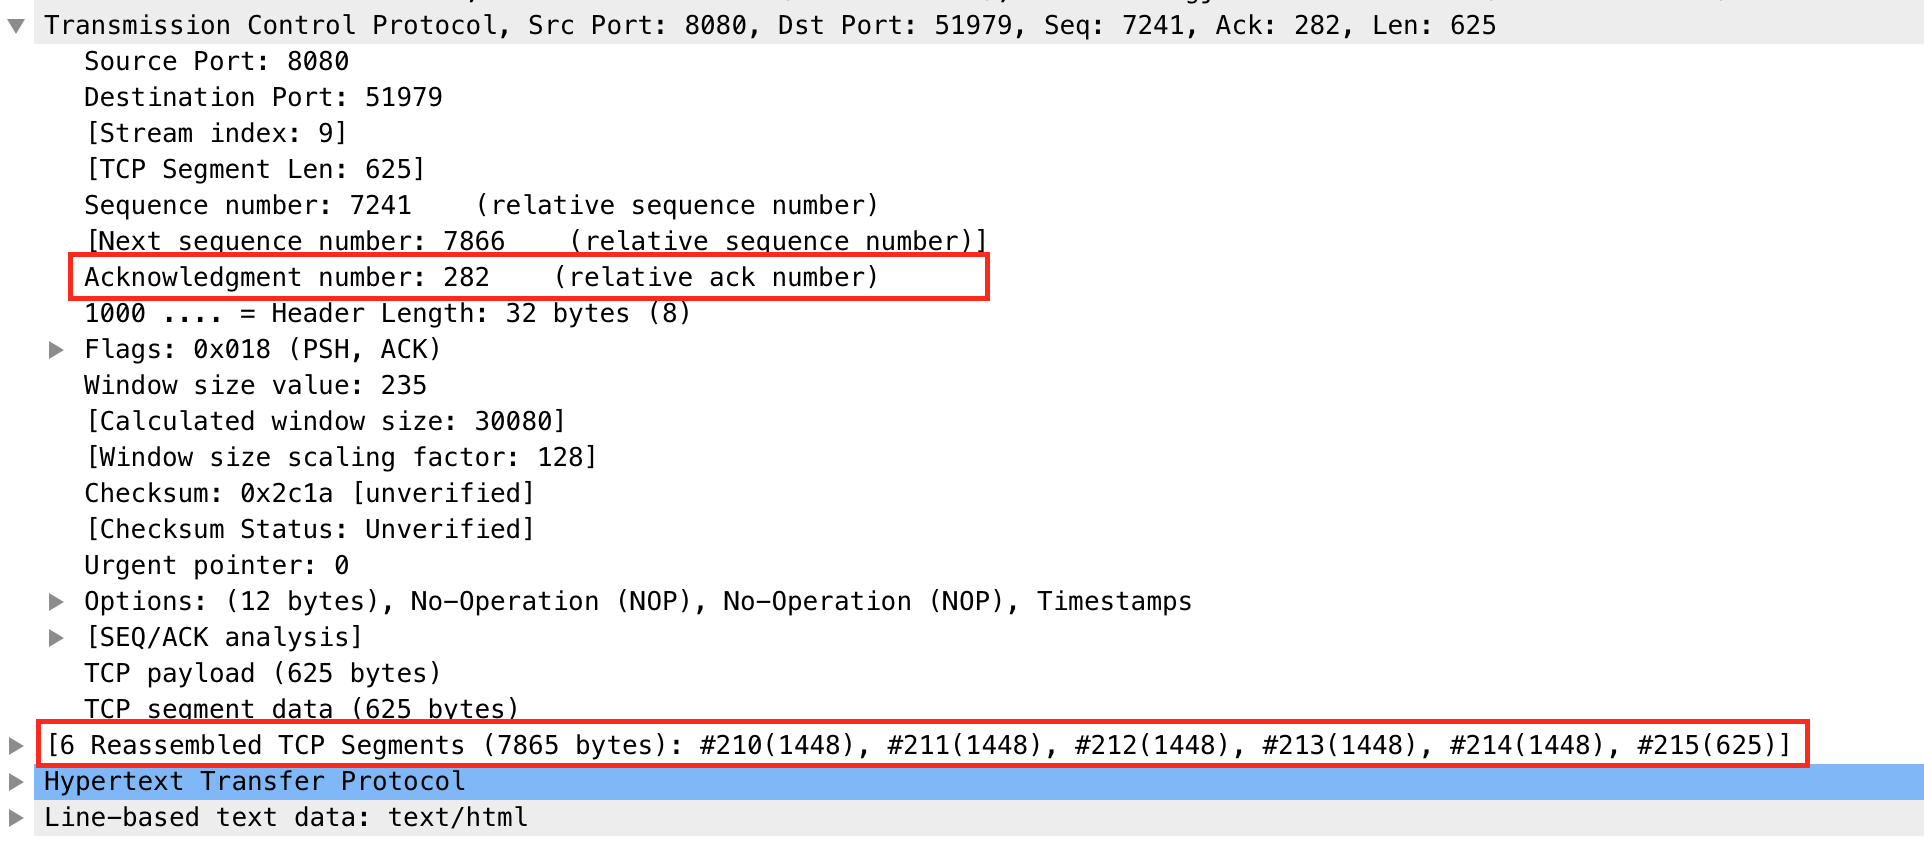 Transmission Control Protocol, Src Port: 8080, Dst Port: 51979, Seq: 7241, Ack: 282, Len: 625
Source Port: 8080
Destination Port: 51979
[Stream index: 9]
[TCP Segment Len: 625]
Sequence number: 7241    (relative sequence number)
[Next sequence number: 7866    (relative sequence number)]
Acknowledgment number: 282    (relative ack number)
1000 .... = Header Length: 32 bytes (8)
Flags: 0x018 (PSH, ACK)
Window size value: 235
[Calculated window size: 30080]
[Window size scaling factor: 128]
Checksum: 0x2c1a [unverified]
[Checksum Status: Unverified]
Urgent pointer: 0
Options: (12 bytes), No-Operation (NOP), No-Operation (NOP), Timestamps
[SEQ/ACK analysis]
TCP payload (625 bytes)
TCP segment data (625 bytes)
[6 Reassembled TCP Segments (7865 bytes): #210(1448), #211(1448), #212(1448), #213(1448), #214(1448), #215(625)]
Hypertext Transfer Protocol
Line-based text data: text/html